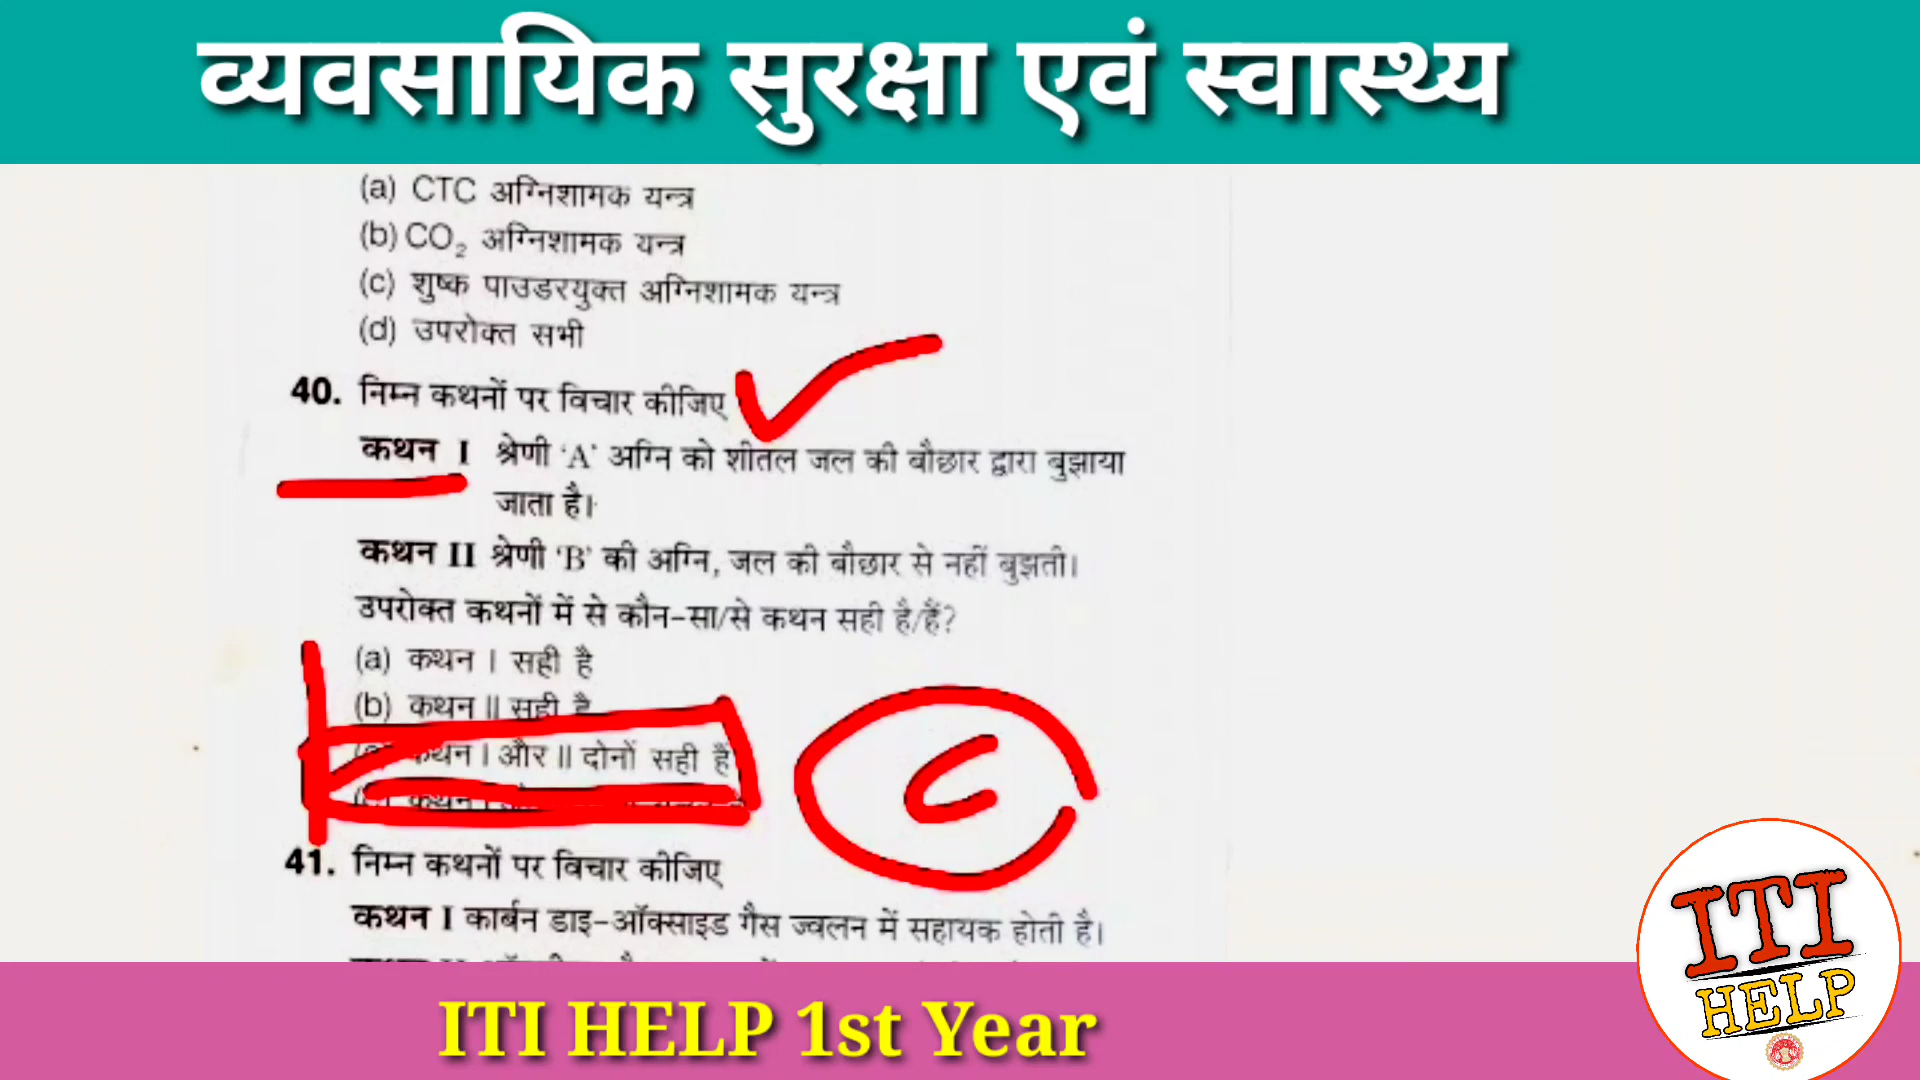 व्यवसायिक सुरक्षा एवं स्वास्थ्य
(a) CTC अग्निशामक यन्त्र
(b) CO₂ अग्निशामक यन्त्र
(c) शुष्क पाउडरयुक्त अग्निशामक यन्त्र
(d) उपरोक्त सभी
40. निम्न कथनों पर विचार कीजिए
कथन I श्रेणी 'A' अग्नि को शीतल जल की बौछार द्वारा बुझाया
जाता है।
कथन II श्रेणी 'B' की अग्नि, जल की बौछार से नहीं बुझती।
उपरोक्त कथनों में से कौन-सा/से कथन सही है/हैं?
(a) कथन I सही है
(b) कथन II सही है
कथन I और II दोनों सही हैं
C
कथन I
41. निम्न कथनों पर विचार कीजिए
कथन I कार्बन डाइ-ऑक्साइड गैस ज्वलन में सहायक होती है।
ITI HELP 1st Year
ITI
HELP